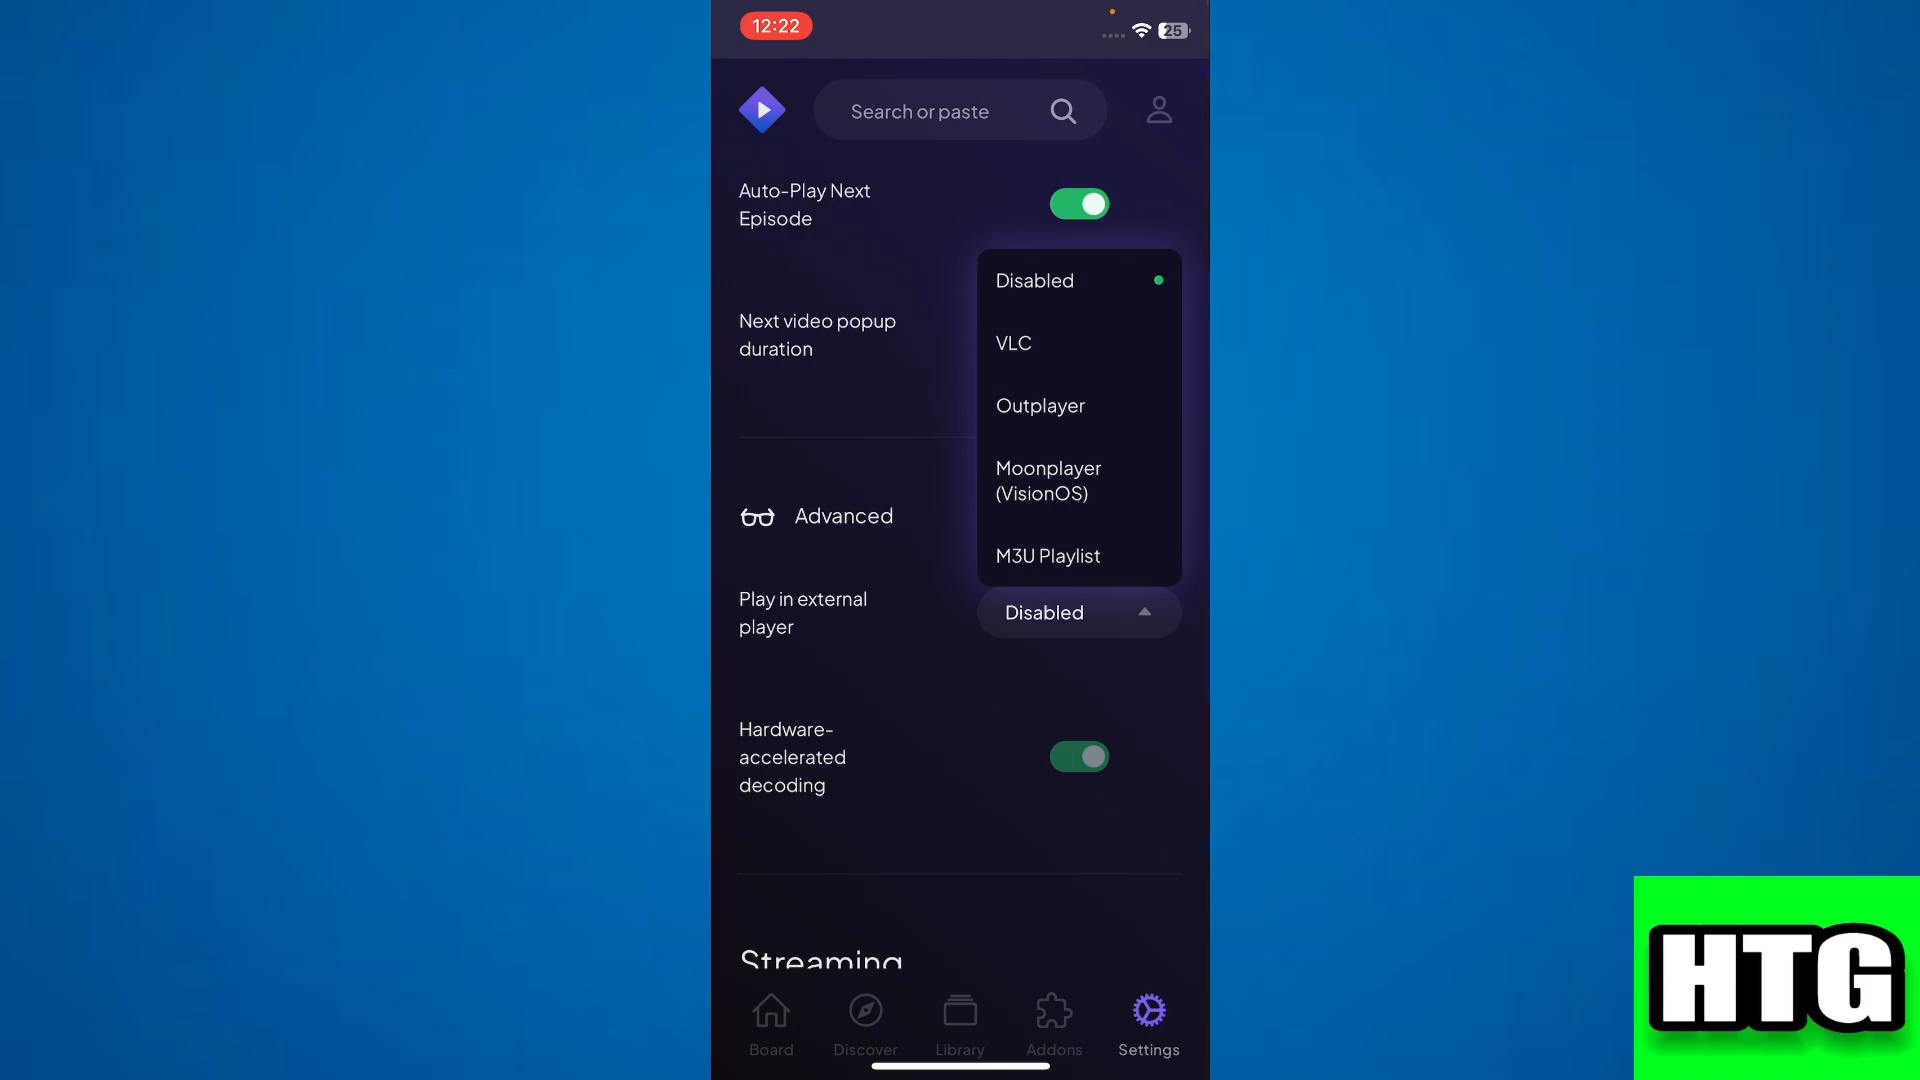 12:22
25
Search or paste
Auto-Play Next
Episode
Disabled
Next video popup
duration
VLC
Outplayer
Moonplayer
(VisionOS)
Advanced
M3U Playlist
Play in external
player
Disabled
Hardware-
accelerated
decoding
Streaming
Board
Discover
Library
Addons
Settings
HTG